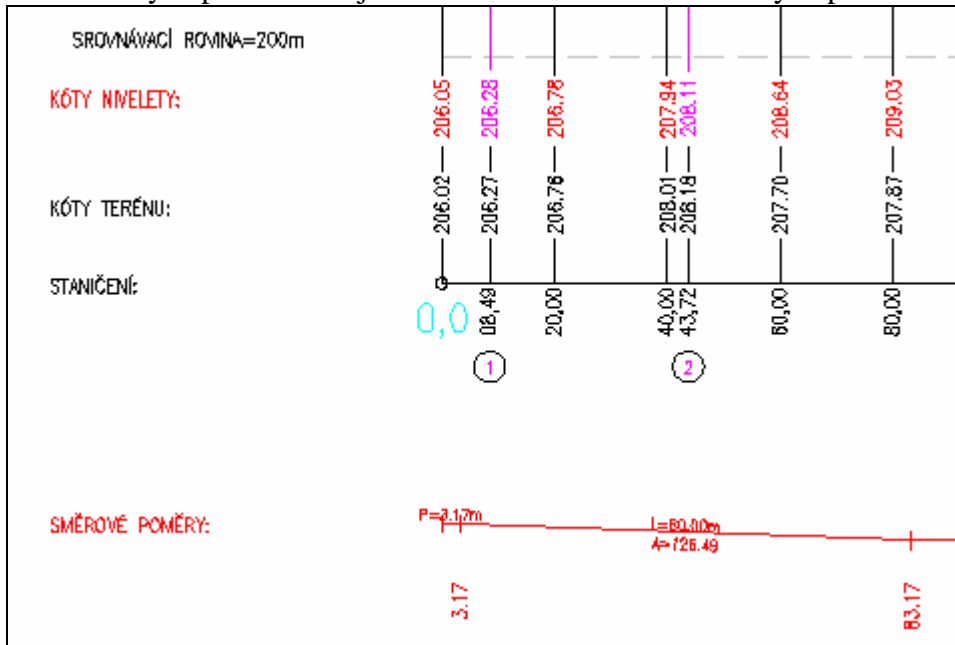 SROVNÁVACÍ ROVINA=200m
KÓTY NIVELETY: 206.05 206.28 206.78 207.94 208.11 208.64 209.03
KÓTY TERÉNU: 206.02 206.27 206.76 208.01 208.18 207.70 207.87
STANIČENÍ:
0,0 08,49 20,00 40,00 43,72 60,00 80,00
1 2
SMĚROVÉ POMĚRY: P=3.17m L=80.00m
A=126.49
3.17 83.17